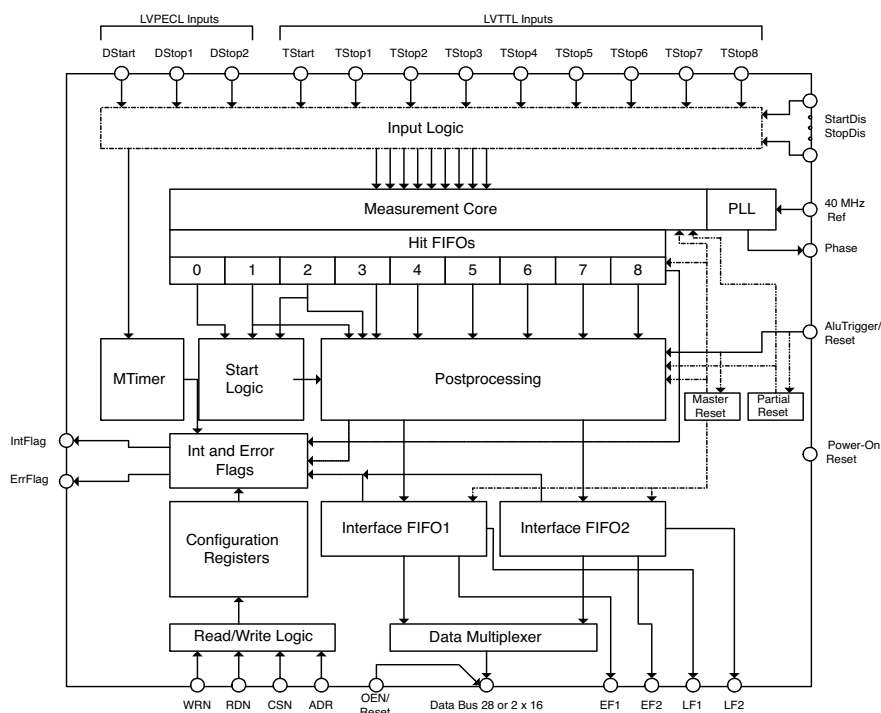 LVPECL Inputs LVTTL Inputs
DStart DStop1 DStop2 TStart TStop1 TStop2 TStop3 TStop4 TStop5 TStop6 TStop7 TStop8
Input Logic
StartDis
StopDis
Measurement Core PLL
40 MHz
Ref
Hit FIFOs
Phase
0 1 2 3 4 5 6 7 8
AluTrigger/
Reset
MTimer
Start
Logic
Postprocessing
Master
Reset
Partial
Reset
IntFlag
Int and Error
Flags
Power-On
Reset
ErrFlag
Configuration
Registers
Interface FIFO1 Interface FIFO2
Read/Write Logic Data Multiplexer
WRN RDN CSN ADR
OEN/
Reset
Data Bus 28 or 2 x 16
EF1 EF2 LF1 LF2